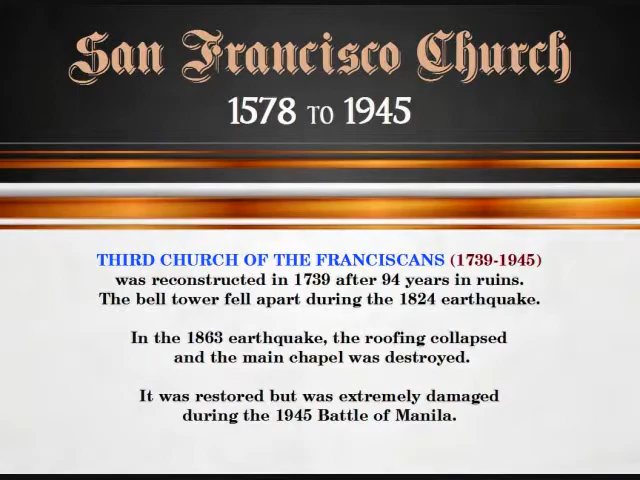 San Francisco Church
1578 TO 1945
THIRD CHURCH OF THE FRANCISCANS (1739-1945)
was reconstructed in 1739 after 94 years in ruins.
The bell tower fell apart during the 1824 earthquake.
In the 1863 earthquake, the roofing collapsed
and the main chapel was destroyed.
It was restored but was extremely damaged
during the 1945 Battle of Manila.